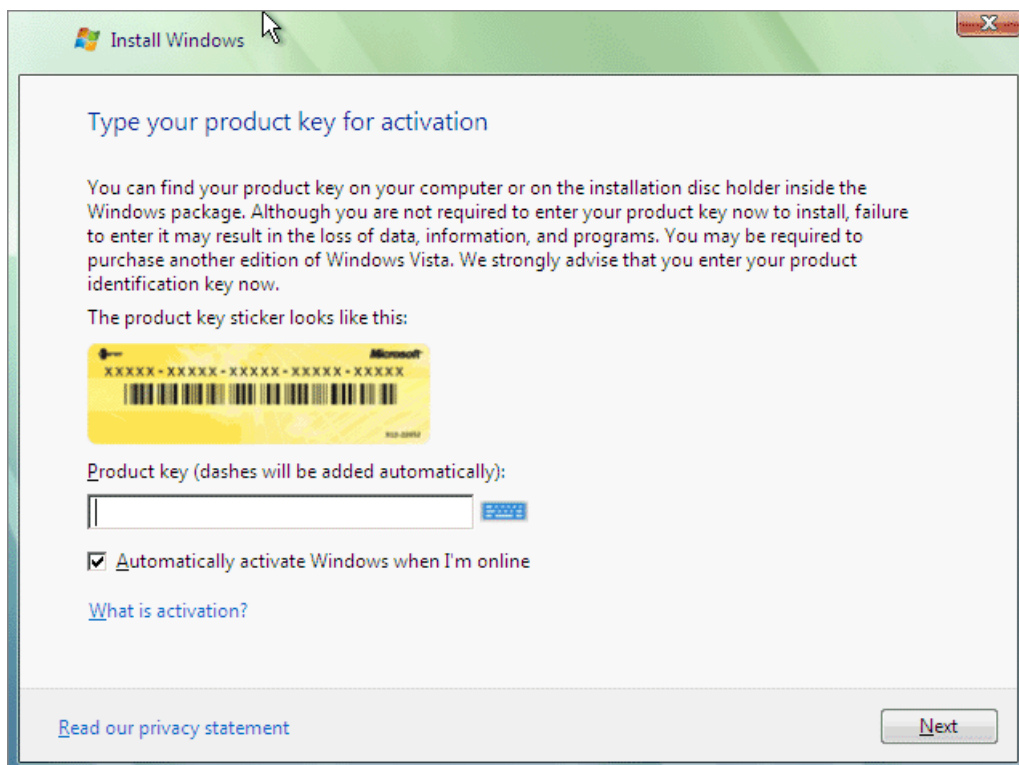 Install Windows
Type your product key for activation
You can find your product key on your computer or on the installation disc holder inside the
Windows package. Although you are not required to enter your product key now to install, failure
to enter it may result in the loss of data, information, and programs. You may be required to
purchase another edition of Windows Vista. We strongly advise that you enter your product
identification key now.
The product key sticker looks like this:
Microsoft
XXXXX-XXXXX-XXXXX-XXXXX-XXXXX
Product key (dashes will be added automatically):
Automatically activate Windows when I'm online
What is activation?
Read our privacy statement
Next